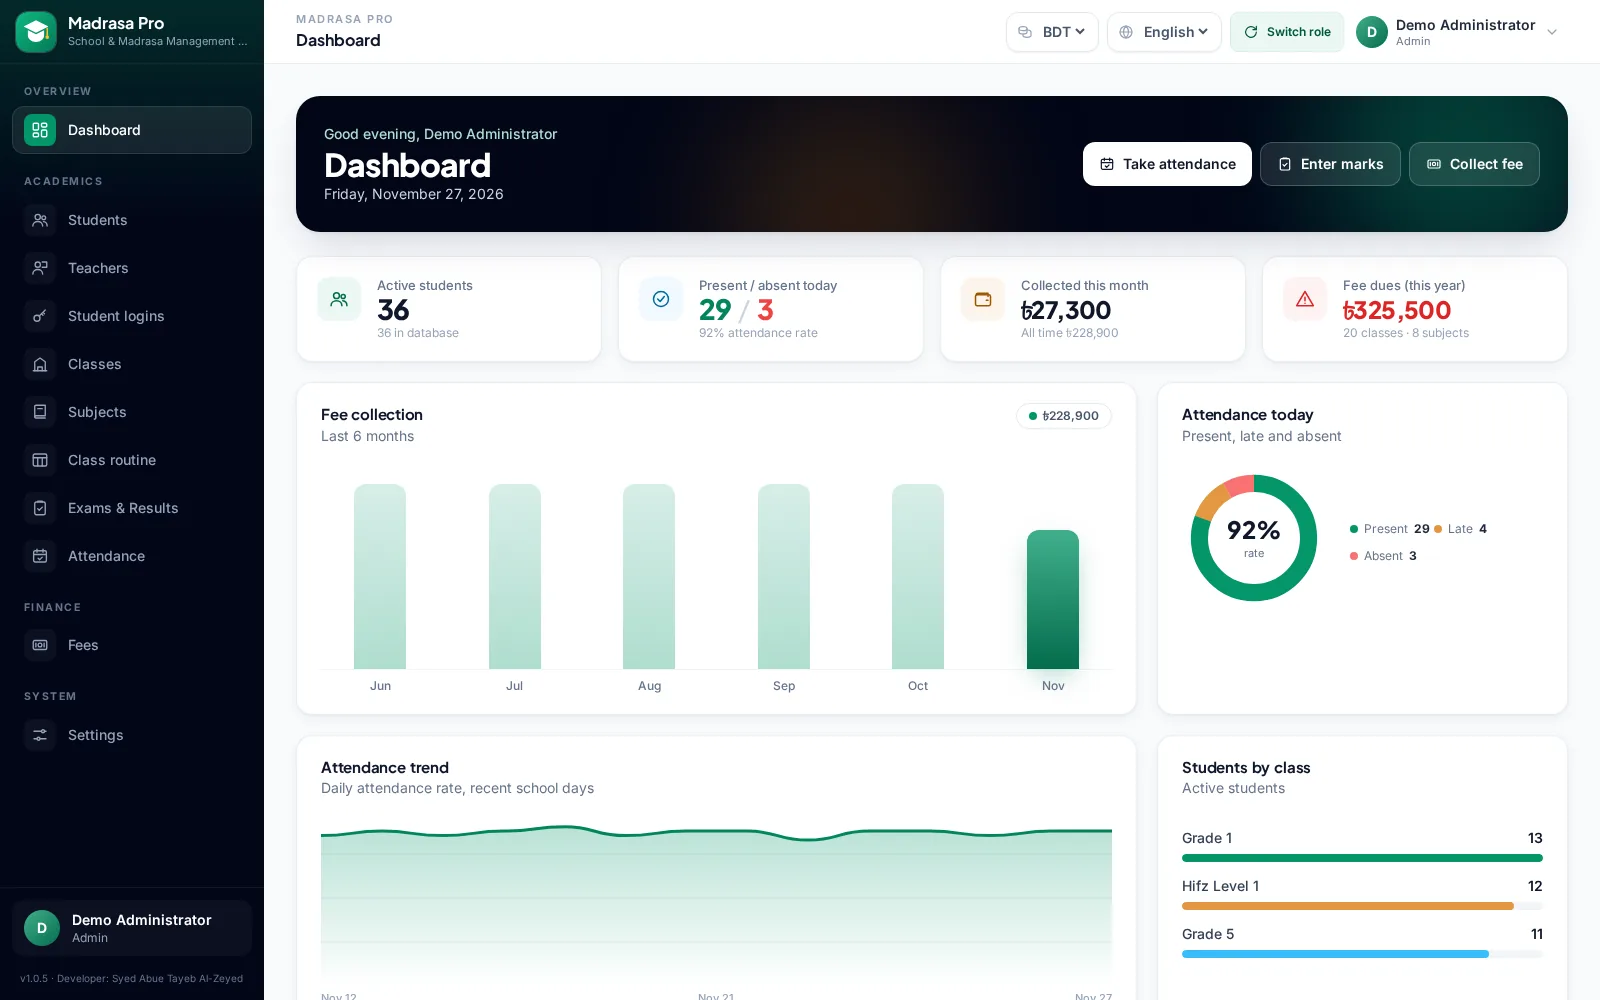 Madrasa Pro
School & Madrasa Management ...
OVERVIEW
Dashboard
ACADEMICS
Students
Teachers
Student logins
Classes
Subjects
Class routine
Exams & Results
Attendance
FINANCE
Fees
SYSTEM
Settings
D
Demo Administrator
Admin
v1.0.5 · Developer: Syed Abue Tayeb Al-Zeyed
MADRASA PRO
Dashboard
BDT
English
Switch role
D
Demo Administrator
Admin
Good evening, Demo Administrator
Dashboard
Friday, November 27, 2026
Take attendance
Enter marks
Collect fee
Active students
36
36 in database
Present / absent today
29 / 3
92% attendance rate
Collected this month
৳27,300
All time ৳228,900
Fee dues (this year)
৳325,500
20 classes · 8 subjects
Fee collection
Last 6 months
৳228,900
Jun
Jul
Aug
Sep
Oct
Nov
Attendance today
Present, late and absent
92%
rate
Present 29
Late 4
Absent 3
Attendance trend
Daily attendance rate, recent school days
Nov 12
Nov 21
Nov 27
Students by class
Active students
Grade 1 13
Hifz Level 1 12
Grade 5 11